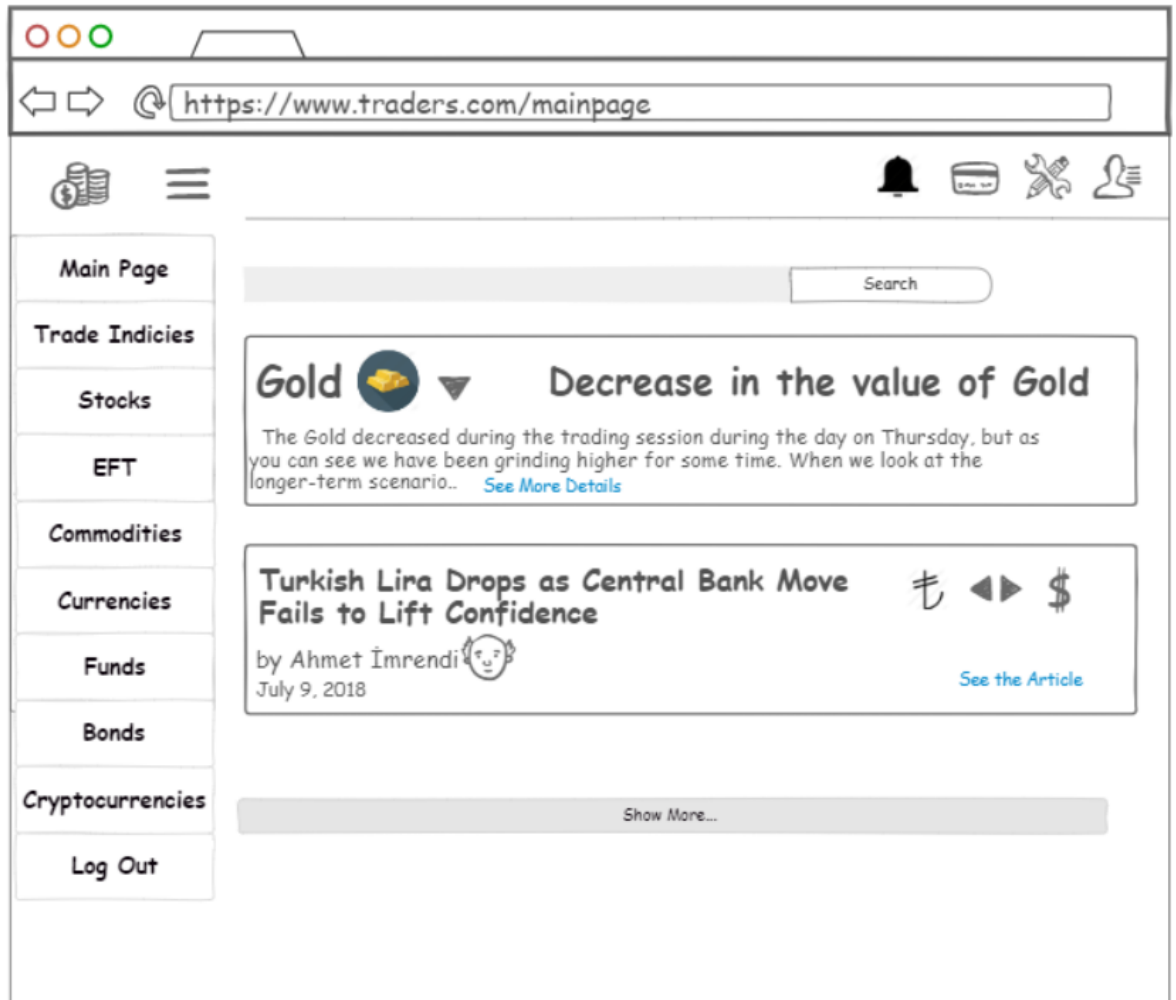 https://www.traders.com/mainpage
Main Page
Trade Indicies
Stocks
EFT
Commodities
Currencies
Funds
Bonds
Cryptocurrencies
Log Out
Search
Gold
Decrease in the value of Gold
The Gold decreased during the trading session during the day on Thursday, but as
you can see we have been grinding higher for some time. When we look at the
longer-term scenario.. See More Details
Turkish Lira Drops as Central Bank Move
Fails to Lift Confidence
₺ $
by Ahmet İmrendi
July 9, 2018
See the Article
Show More...